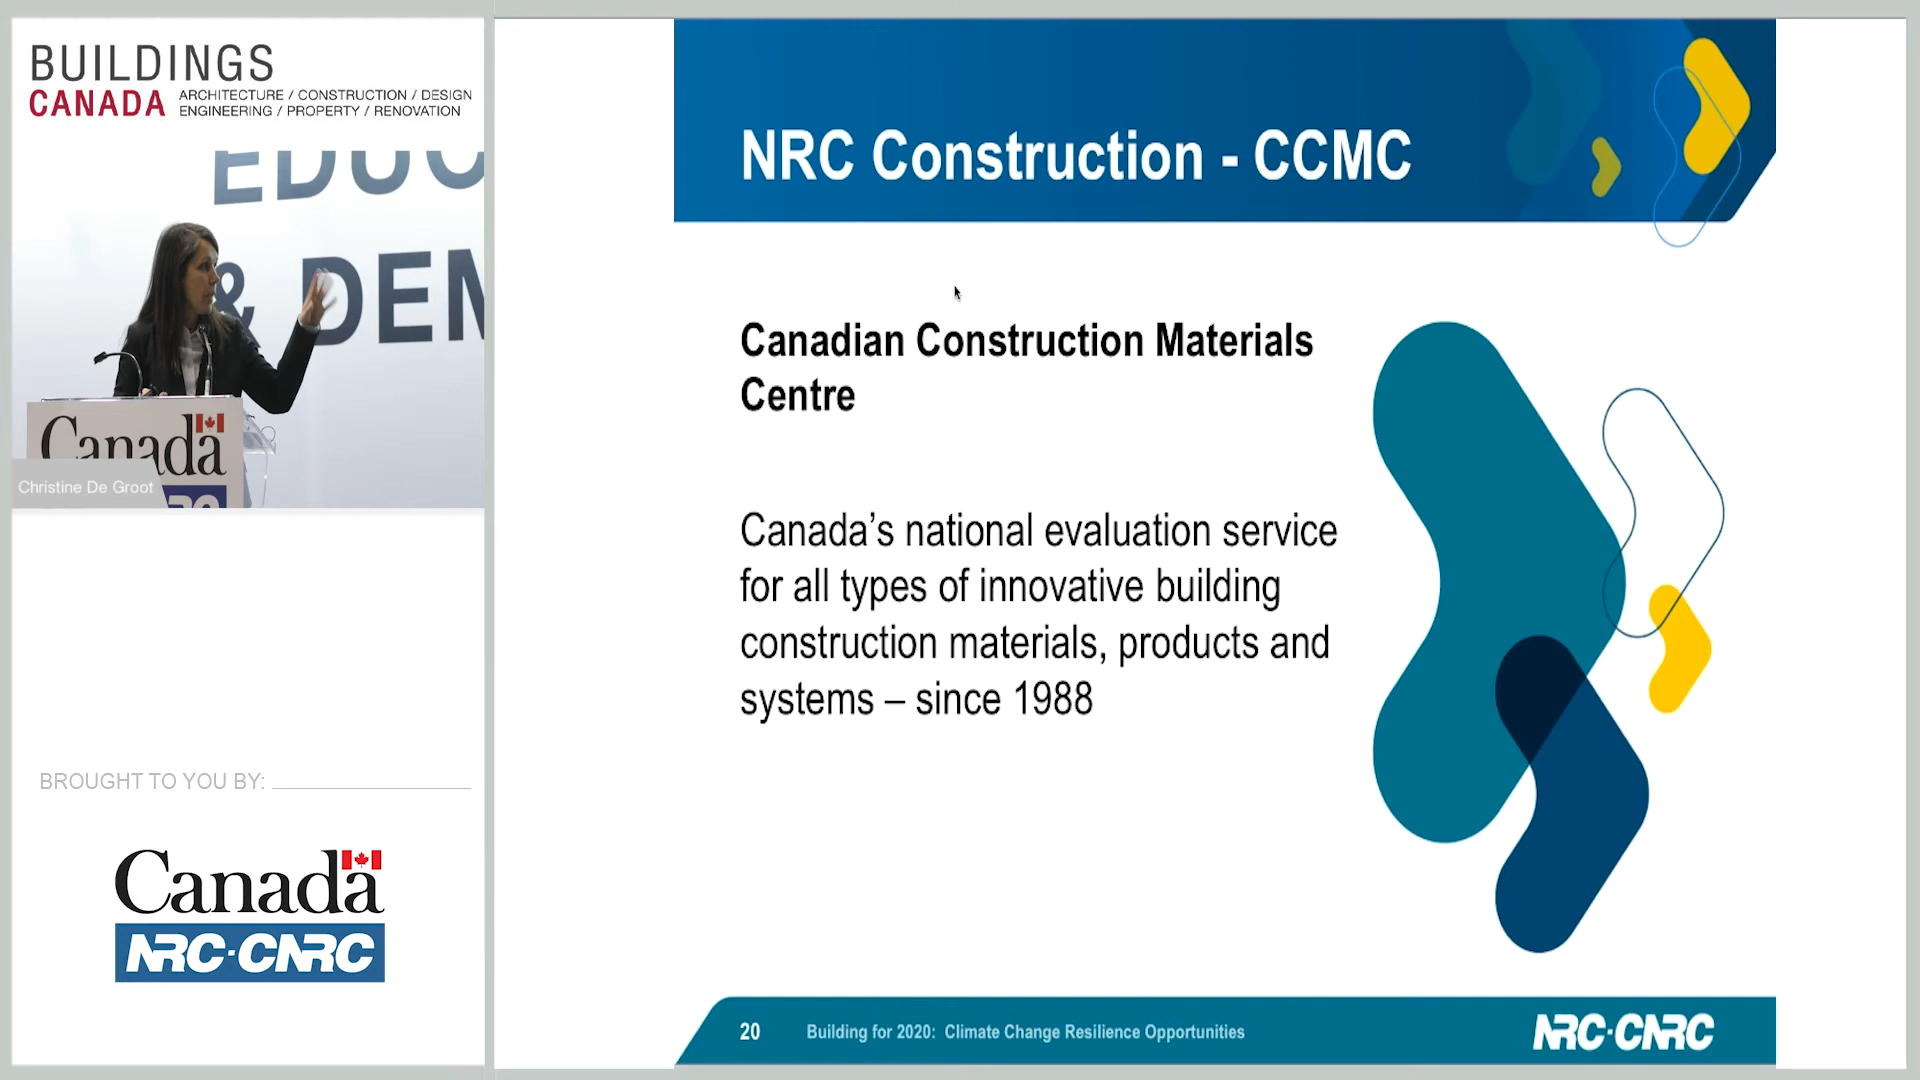 BUILDINGS
CANADA
ARCHITECTURE / CONSTRUCTION / DESIGN
ENGINEERING / PROPERTY / RENOVATION
& DEM
Canada
Christine De Groot
BROUGHT TO YOU BY:
Canada
NRC·CNRC
NRC Construction - CCMC
Canadian Construction Materials
Centre
Canada’s national evaluation service
for all types of innovative building
construction materials, products and
systems – since 1988
20
Building for 2020: Climate Change Resilience Opportunities
NRC·CNRC